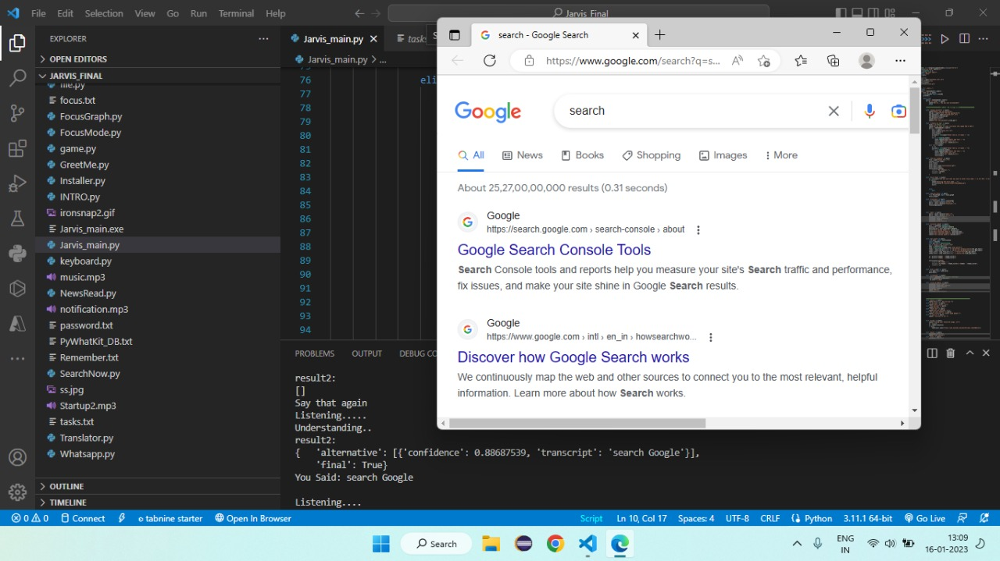 File Edit Selection View Go Run Terminal Help
Jarvis_Final
EXPLORER
OPEN EDITORS
JARVIS_FINAL
focus.txt
FocusGraph.py
FocusMode.py
game.py
GreetMe.py
Installer.py
INTRO.py
ironsnap2.gif
Jarvis_main.exe
Jarvis_main.py
keyboard.py
music.mp3
NewsRead.py
notification.mp3
password.txt
PyWhatKit_DB.txt
Remember.txt
SearchNow.py
ss.jpg
Startup2.mp3
tasks.txt
Translator.py
Whatsapp.py
OUTLINE
TIMELINE
Jarvis_main.py
Jarvis_main.py > ...
76 eli
77
78
79
80
81
82
83
84
85
86
87
88
89
90
91
92
93
94
search - Google Search
https://www.google.com/search?q=s...
Google
search
All News Books Shopping Images More
About 25,27,00,00,000 results (0.31 seconds)
Google
https://search.google.com › search-console › about
Google Search Console Tools
Search Console tools and reports help you measure your site's Search traffic and performance,
fix issues, and make your site shine in Google Search results.
Google
https://www.google.com › intl › en_in › howsearchwo...
Discover how Google Search works
We continuously map the web and other sources to connect you to the most relevant, helpful
information. Learn more about how Search works.
PROBLEMS OUTPUT DEBUG CO
result2:
[]
Say that again
Listening.....
Understanding..
result2:
{ 'alternative': [{'confidence': 0.88687539, 'transcript': 'search Google'}],
'final': True}
You Said: search Google
Listening....
0 0 Connect tabnine starter Open In Browser
Script Ln 10, Col 17 Spaces: 4 UTF-8 CRLF Python 3.11.1 64-bit Go Live
Search
ENG
IN
13:09
16-01-2023